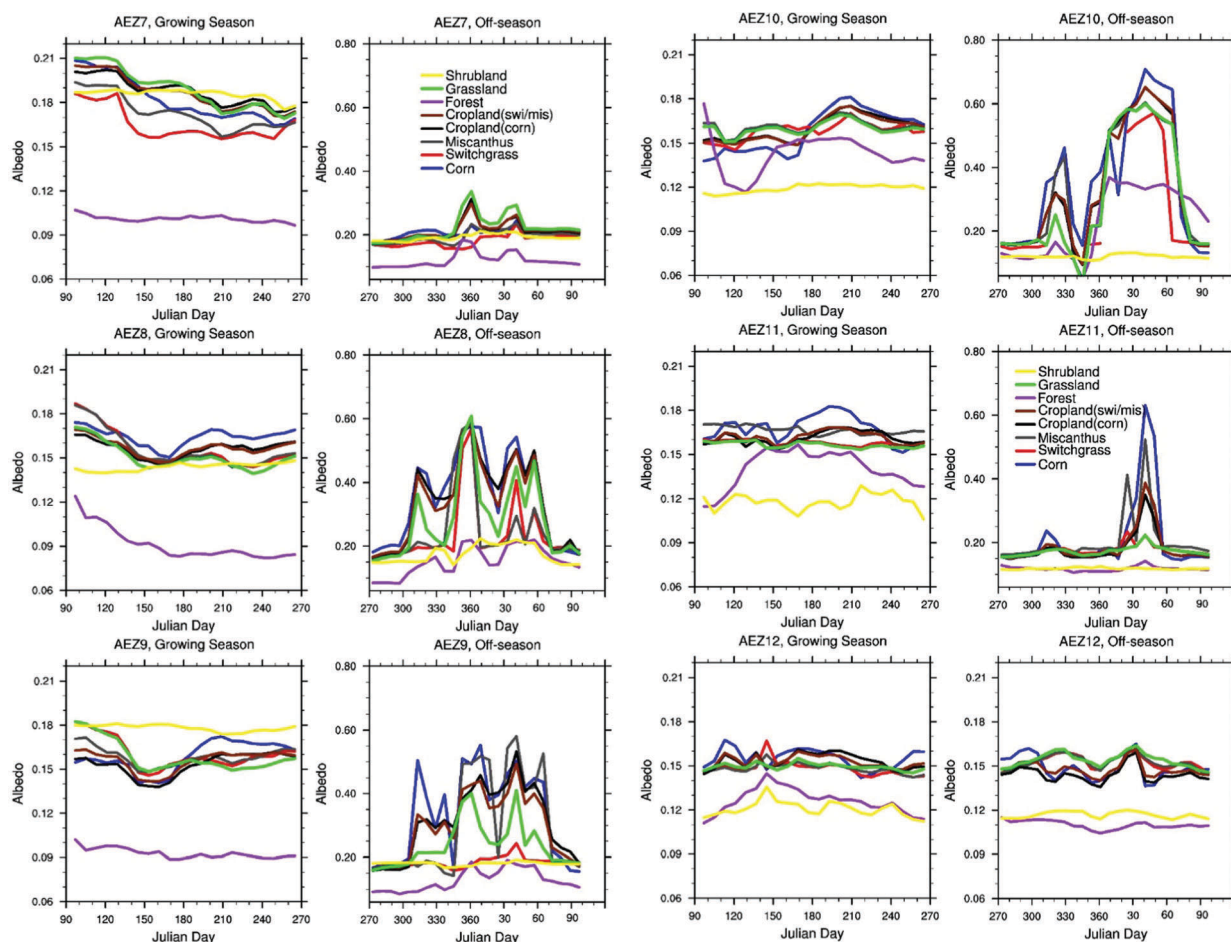 AEZ7, Growing Season
0.21
0.18
0.15
0.12
0.09
0.06
Albedo
90 120 150 180 210 240 270
Julian Day
AEZ7, Off-season
0.80
0.60
0.40
0.20
Albedo
Shrubland
Grassland
Forest
Cropland(swi/mis)
Cropland(corn)
Miscanthus
Switchgrass
Corn
270 300 330 360 30 60 90
Julian Day
AEZ10, Growing Season
0.21
0.18
0.15
0.12
0.09
0.06
Albedo
90 120 150 180 210 240 270
Julian Day
AEZ10, Off-season
0.80
0.60
0.40
0.20
Albedo
270 300 330 360 30 60 90
Julian Day
AEZ8, Growing Season
0.21
0.18
0.15
0.12
0.09
0.06
Albedo
90 120 150 180 210 240 270
Julian Day
AEZ8, Off-season
0.80
0.60
0.40
0.20
Albedo
270 300 330 360 30 60 90
Julian Day
AEZ11, Growing Season
0.21
0.18
0.15
0.12
0.09
0.06
Albedo
90 120 150 180 210 240 270
Julian Day
AEZ11, Off-season
0.80
0.60
0.40
0.20
Albedo
Shrubland
Grassland
Forest
Cropland(swi/mis
Cropland(corn)
Miscanthus
Switchgrass
Corn
270 300 330 360 30 60 90
Julian Day
AEZ9, Growing Season
0.21
0.18
0.15
0.12
0.09
0.06
Albedo
90 120 150 180 210 240 270
Julian Day
AEZ9, Off-season
0.80
0.60
0.40
0.20
Albedo
270 300 330 360 30 60 90
Julian Day
AEZ12, Growing Season
0.21
0.18
0.15
0.12
0.09
0.06
Albedo
90 120 150 180 210 240 270
Julian Day
AEZ12, Off-season
0.21
0.18
0.15
0.12
0.09
0.06
Albedo
270 300 330 360 30 60 90
Julian Day